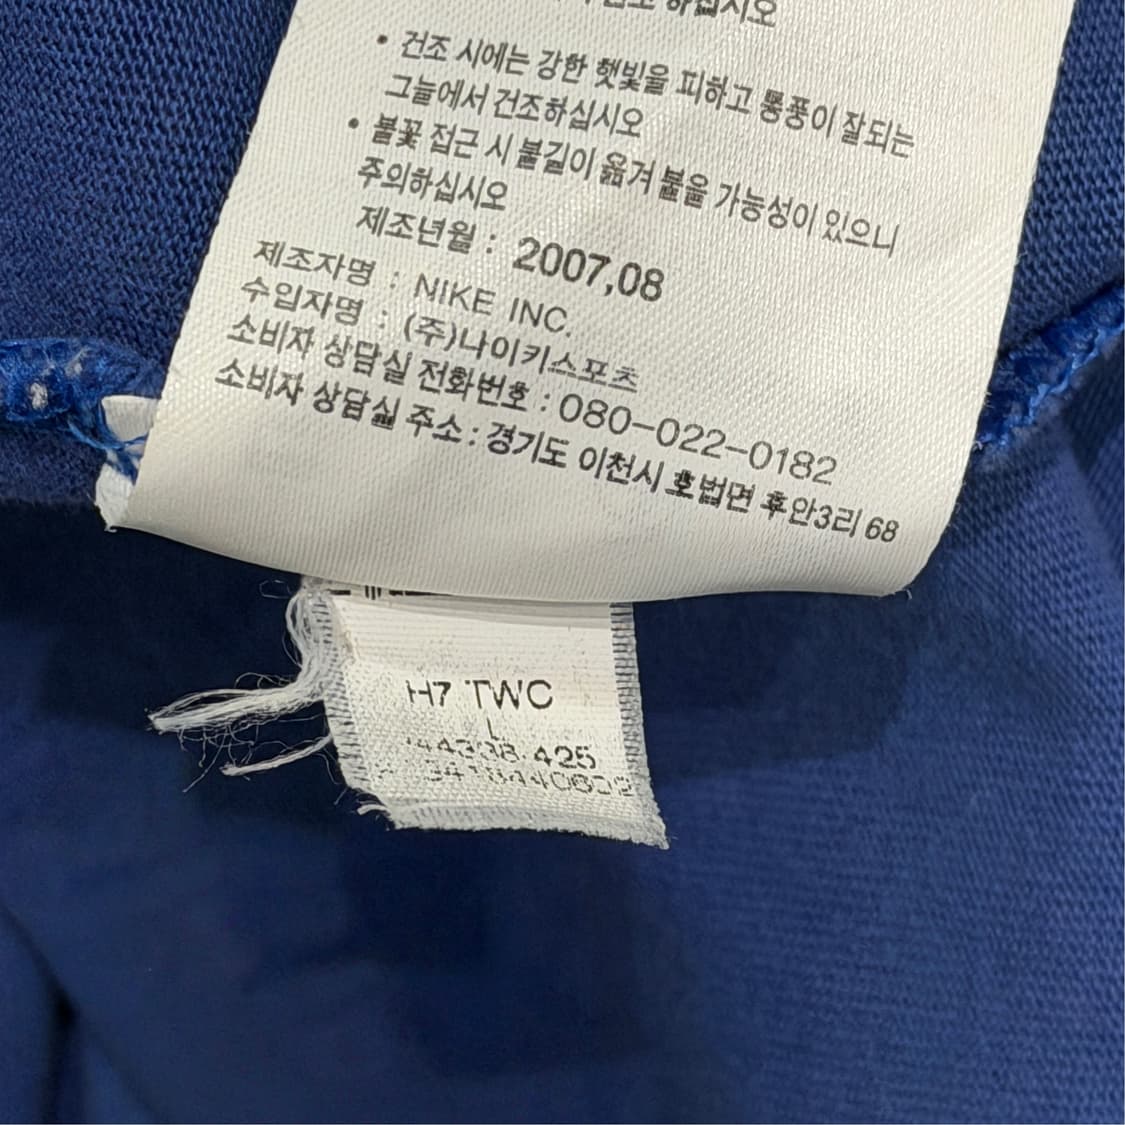 하십시오
• 건조 시에는 강한 햇빛을 피하고 통풍이 잘되는
그늘에서 건조하십시오
• 불꽃 접근 시 불길이 옮겨 붙을 가능성이 있으니
주의하십시오
제조년월 : 2007,08
제조자명 : NIKE INC.
수입자명 : (주)나이키스포츠
소비자 상담실 전화번호 : 080-022-0182
소비자 상담실 주소 : 경기도 이천시 호법면 후안3리 68
H7 TWC
L
425